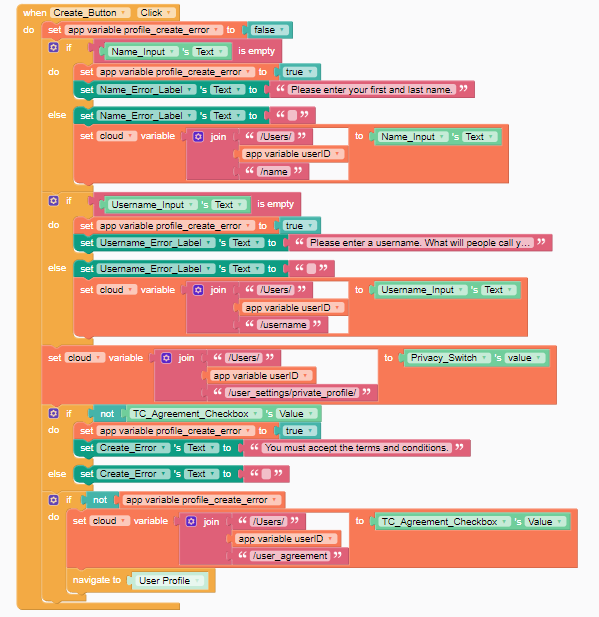 when Create_Button Click
do set app variable profile_create_error to false
if Name_Input 's Text is empty
do set app variable profile_create_error to true
set Name_Error_Label 's Text to “ Please enter your first and last name. ”
else set Name_Error_Label 's Text to “ ”
set cloud variable join “ /Users/ ” to Name_Input 's Text
app variable userID
“ /name ”
if Username_Input 's Text is empty
do set app variable profile_create_error to true
set Username_Error_Label 's Text to “ Please enter a username. What will people call y... ”
else set Username_Error_Label 's Text to “ ”
set cloud variable join “ /Users/ ” to Username_Input 's Text
app variable userID
“ /username ”
set cloud variable join “ /Users/ ” to Privacy_Switch 's value
app variable userID
“ /user_settings/private_profile/ ”
if not TC_Agreement_Checkbox 's Value
do set app variable profile_create_error to true
set Create_Error 's Text to “ You must accept the terms and conditions. ”
else set Create_Error 's Text to “ ”
if not app variable profile_create_error
do set cloud variable join “ /Users/ ” to TC_Agreement_Checkbox 's Value
app variable userID
“ /user_agreement ”
navigate to User Profile